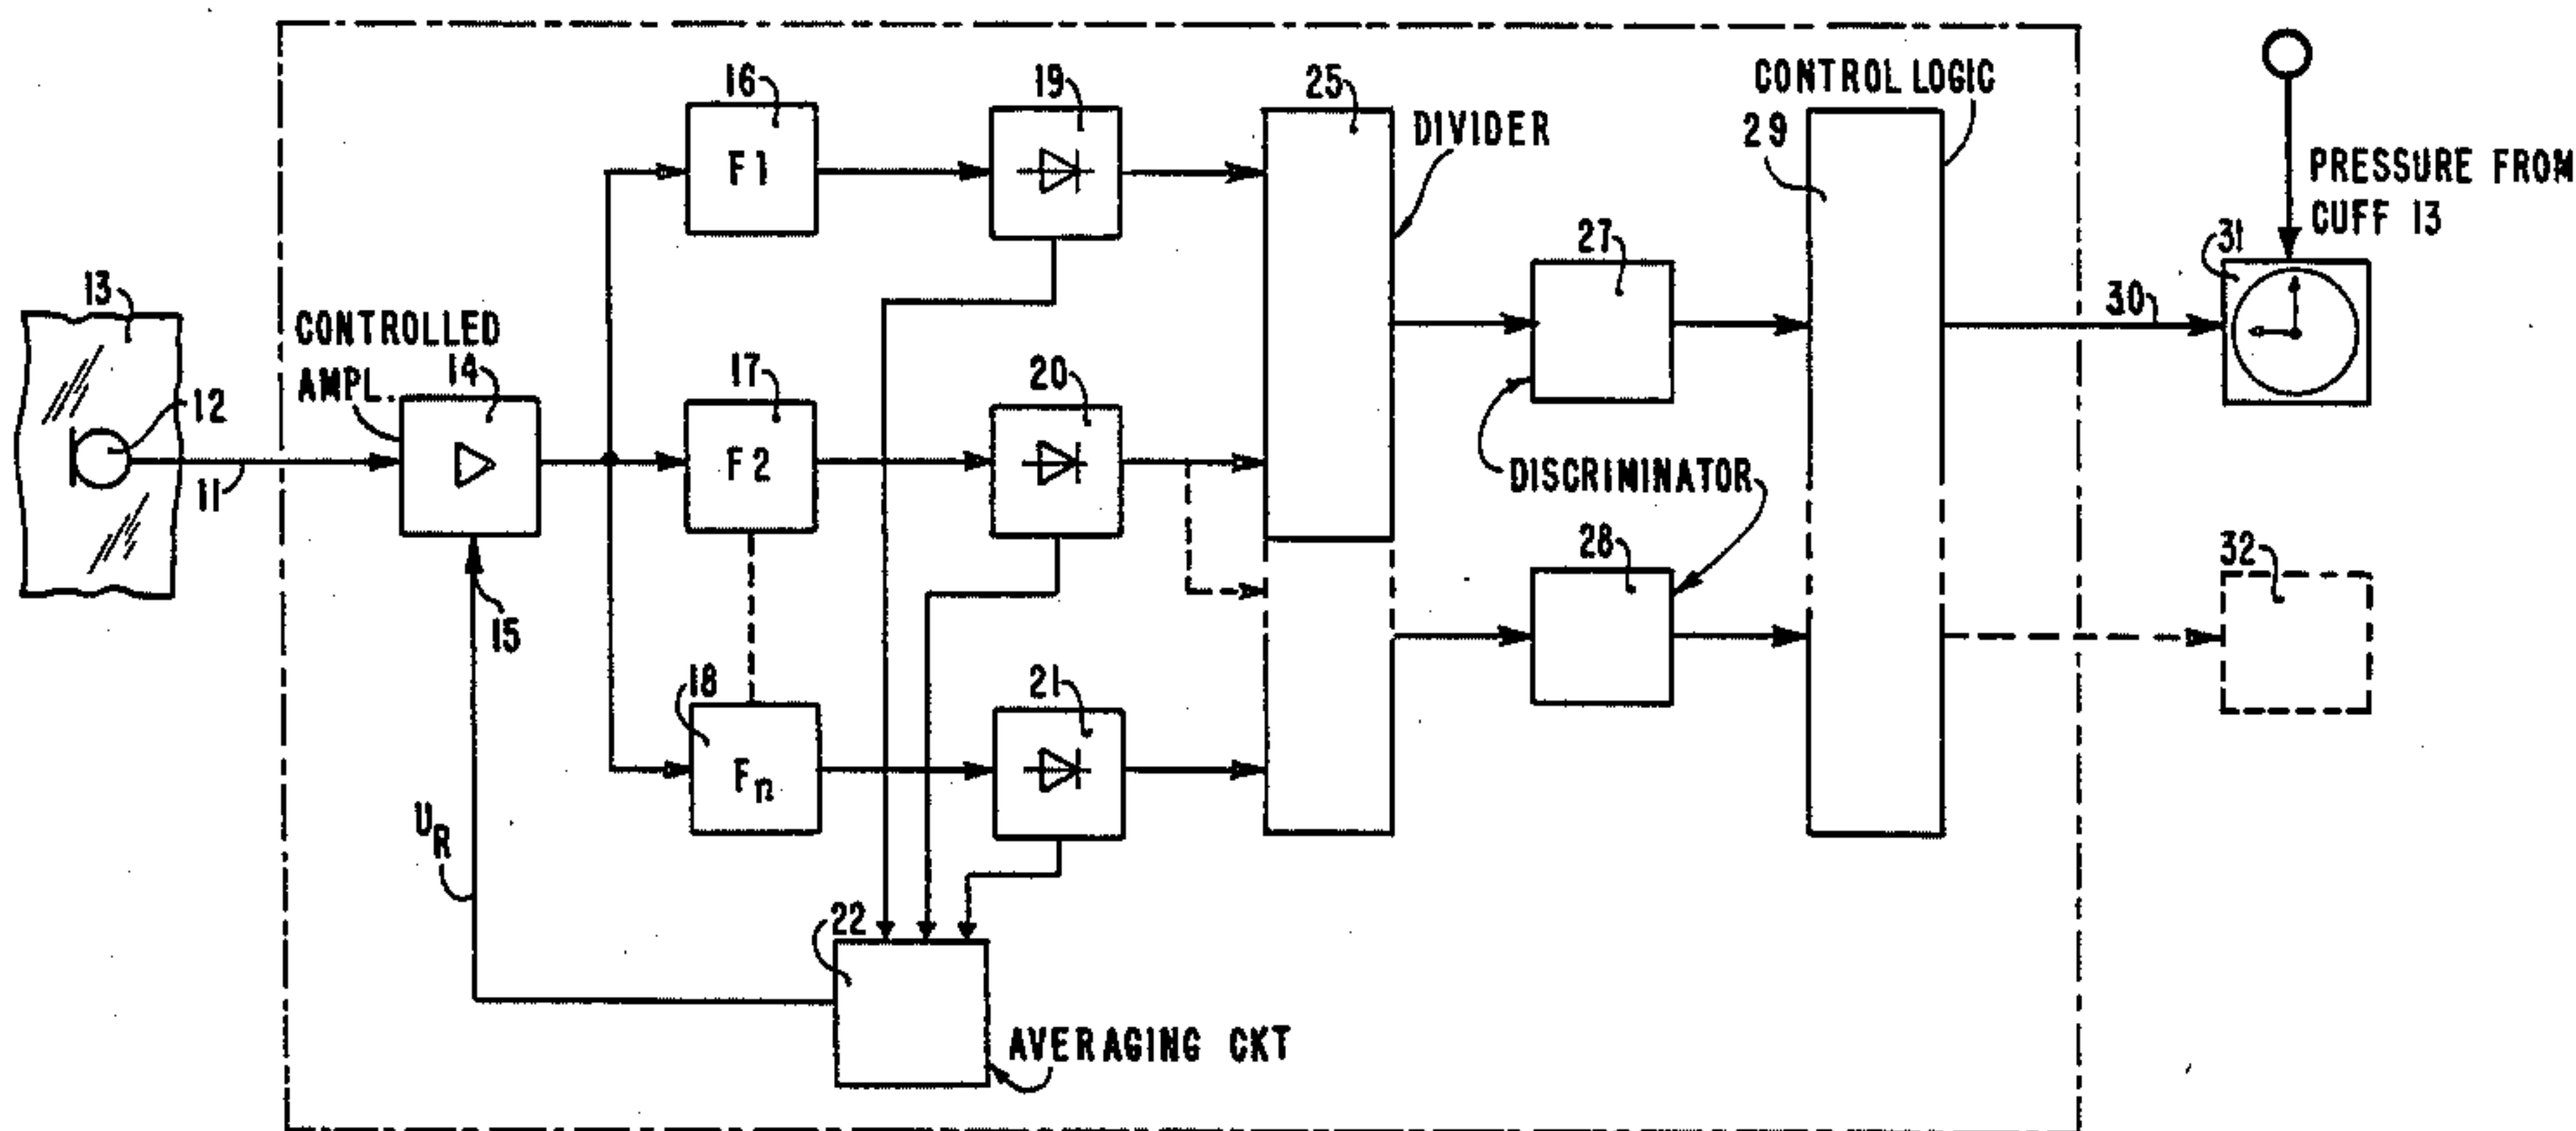 16
19
25
CONTROL LOGIC
DIVIDER
29
F1
PRESSURE FROM
CUFF 13
13
27
31
CONTROLLED
AMPL.
14
30
12
17
20
F2
DISCRIMINATOR
11
28
32
15
18
21
Fn
UR
22
AVERAGING CKT